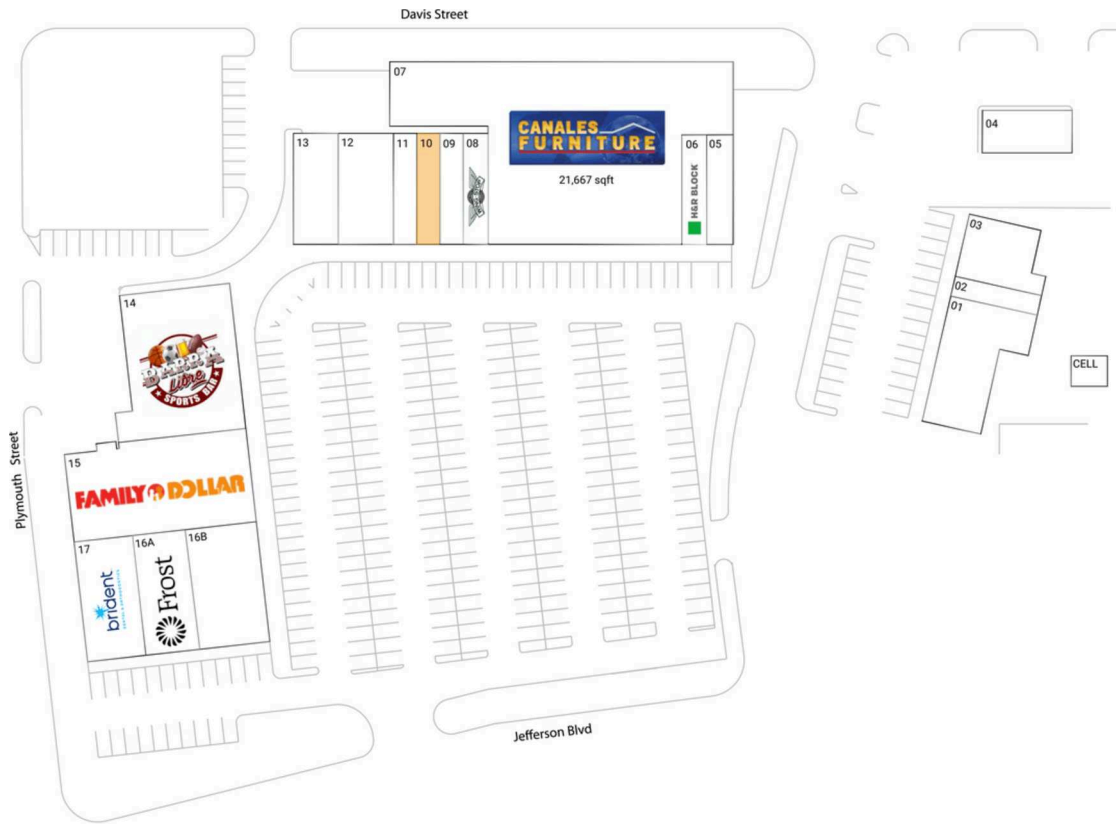 Davis Street
07
CANALES
FURNITURE
21,667 sqft
04
13
12
11
10
09
08
06
05
H&R BLOCK
03
02
01
CELL
14
BARRA
Libre
SPORTS BAR
15
FAMILY DOLLAR
17
16A
16B
brident
Frost
Plymouth Street
Jefferson Blvd